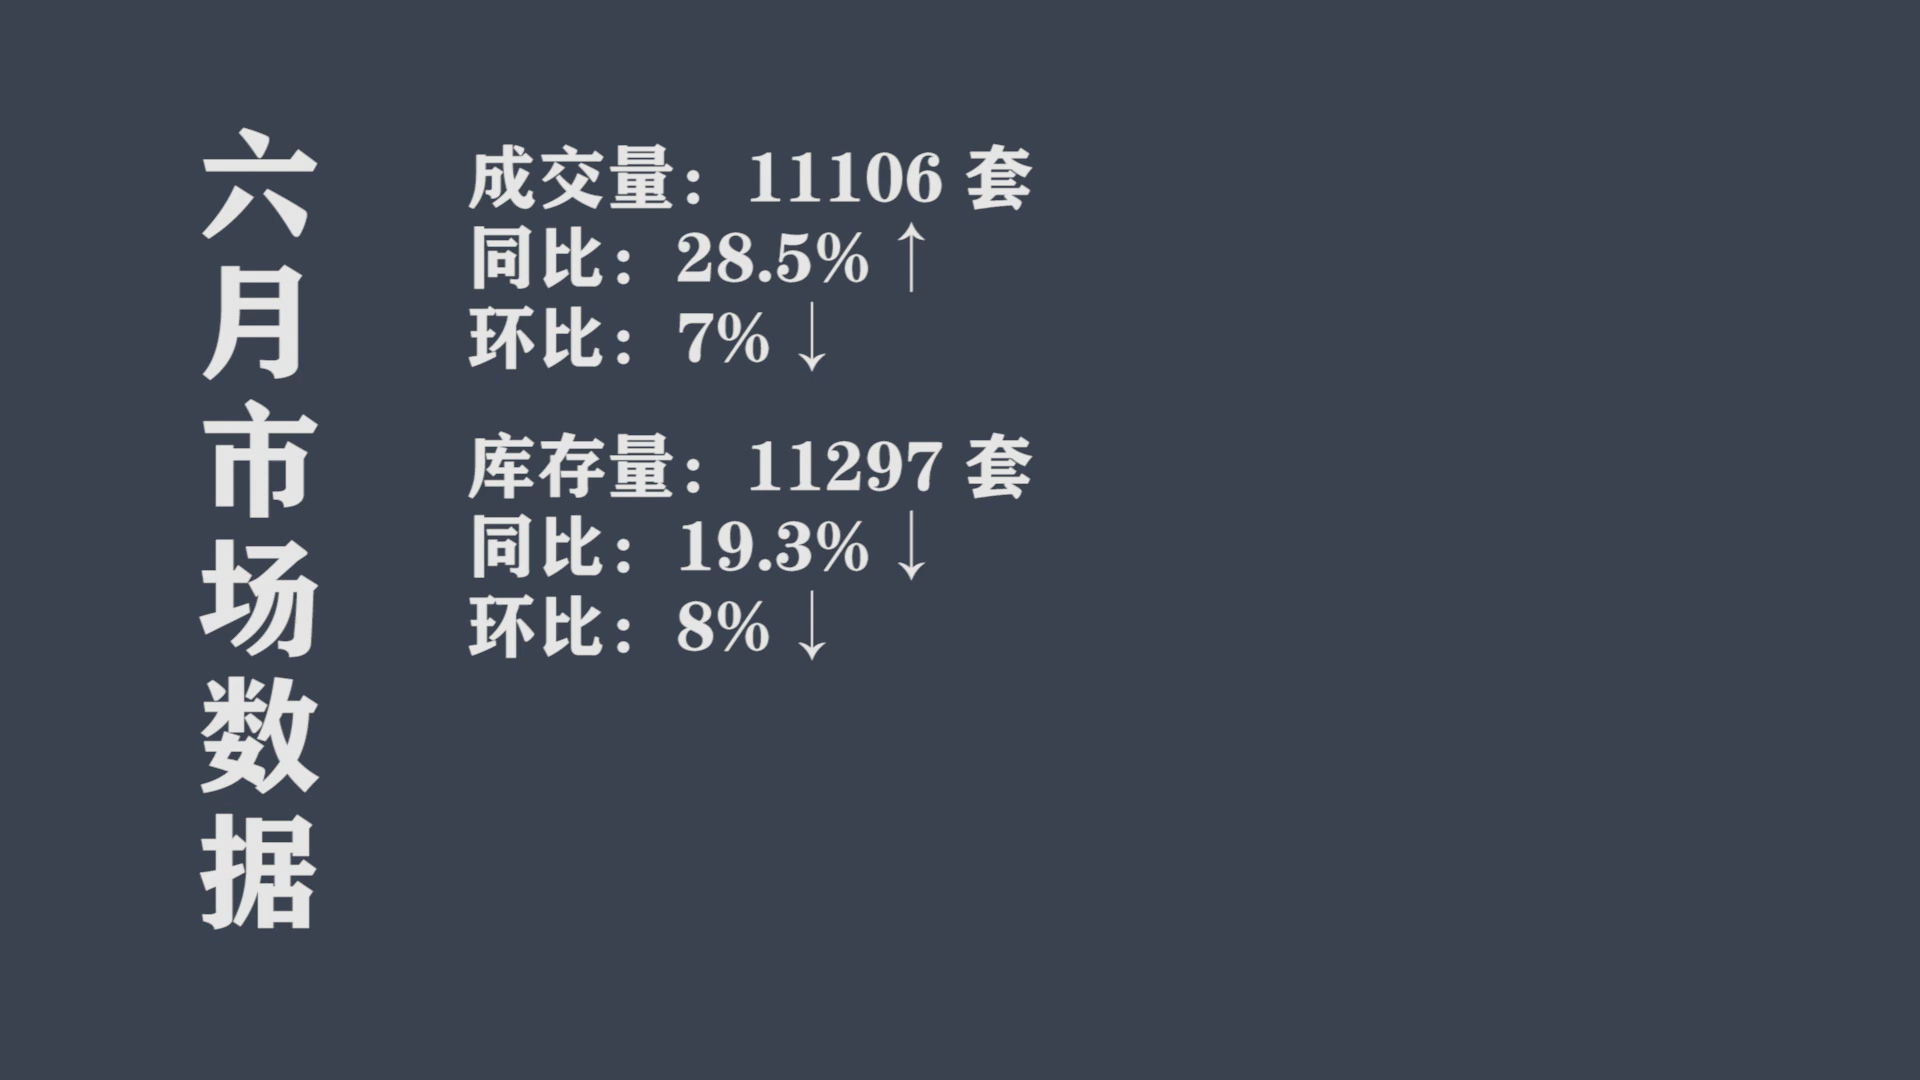 六月市场数据
成交量：11106 套
同比：28.5% ↑
环比：7% ↓
库存量：11297 套
同比：19.3% ↓
环比：8% ↓